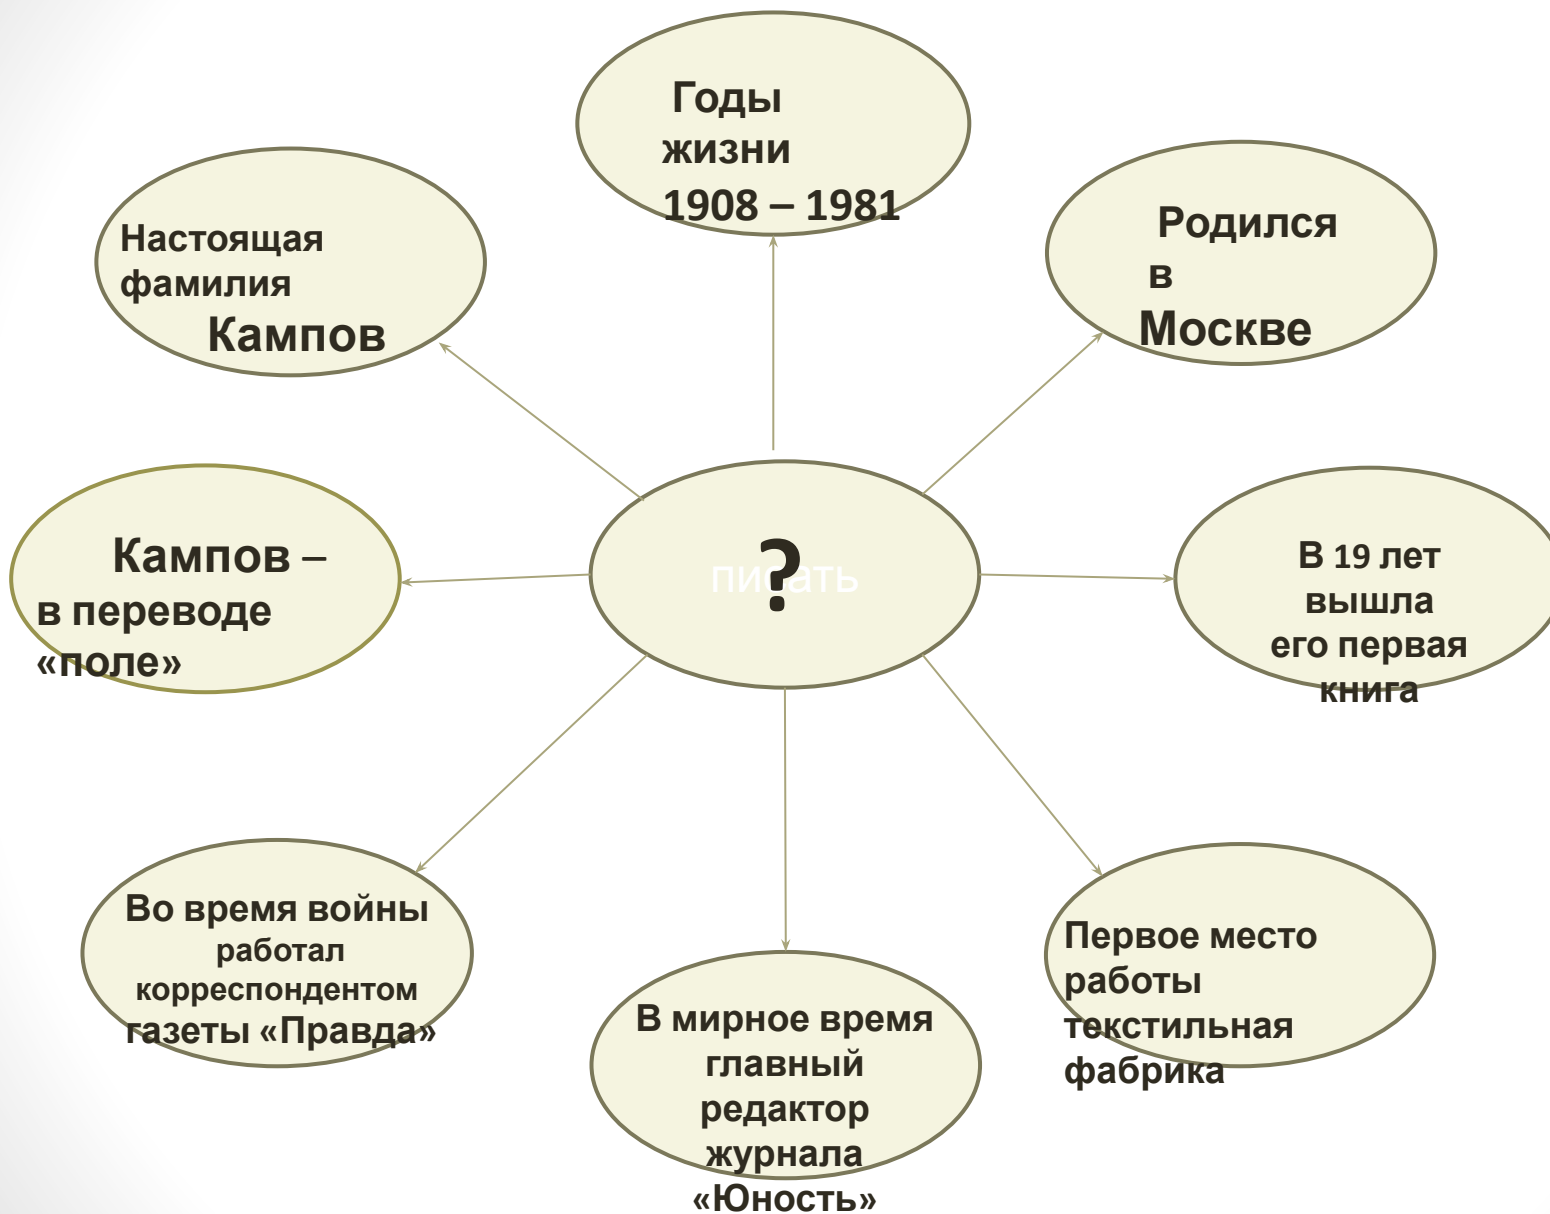 Годы
жизни
1908 – 1981
Настоящая
фамилия
Кампов
Родился
в
Москве
Кампов –
в переводе
«поле»
писать
?
В 19 лет
вышла
его первая
книга
Во время войны
работал
корреспондентом
газеты «Правда»
В мирное время
главный
редактор
журнала
«Юность»
Первое место
работы
текстильная
фабрика